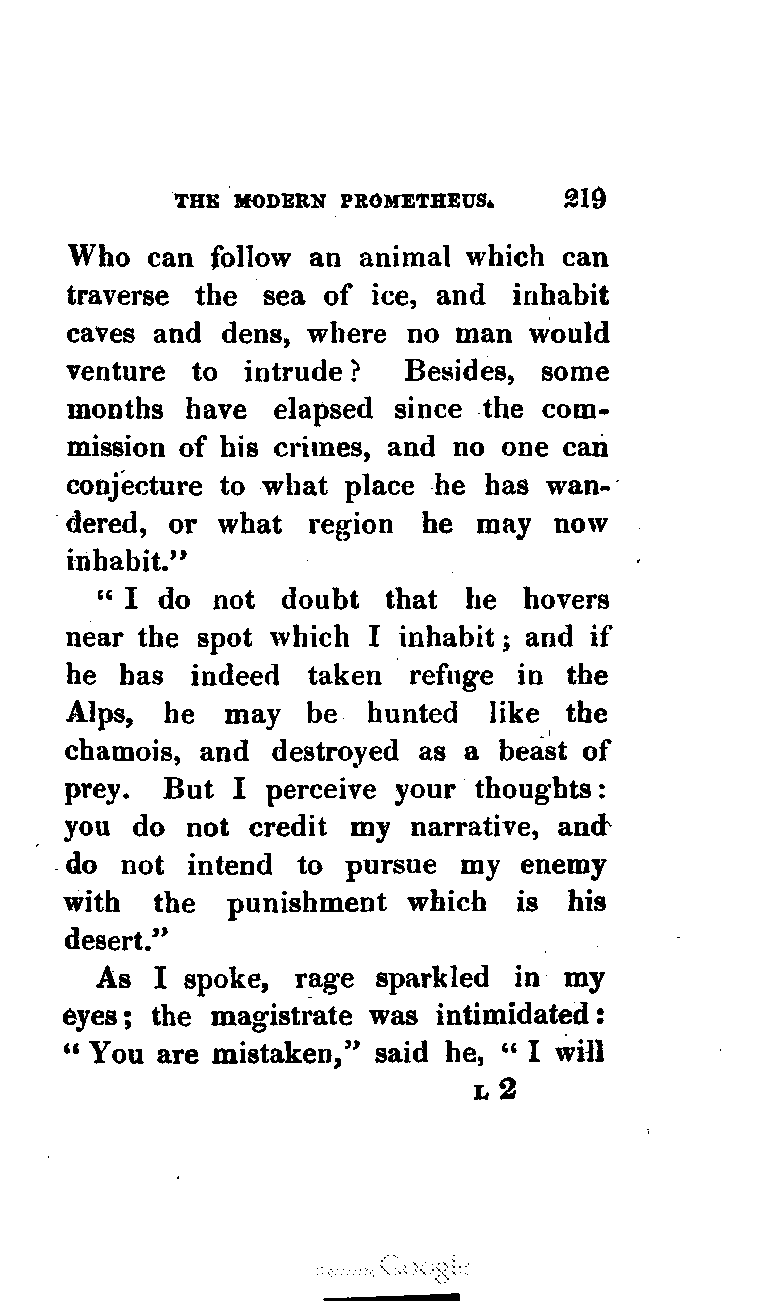 THE MODERN PROMETHEUS. 219
Who can follow an animal which can
traverse the sea of ice, and inhabit
caves and dens, where no man would
venture to intrude? Besides, some
months have elapsed since the com-
mission of his crimes, and no one can
conjecture to what place he has wan-
dered, or what region he may now
inhabit.”
“ I do not doubt that he hovers
near the spot which I inhabit; and if
he has indeed taken refuge in the
Alps, he may be hunted like the
chamois, and destroyed as a beast of
prey. But I perceive your thoughts:
you do not credit my narrative, and
do not intend to pursue my enemy
with the punishment which is his
desert.”
As I spoke, rage sparkled in my
eyes; the magistrate was intimidated:
“ You are mistaken,” said he, “ I will
L 2
Google